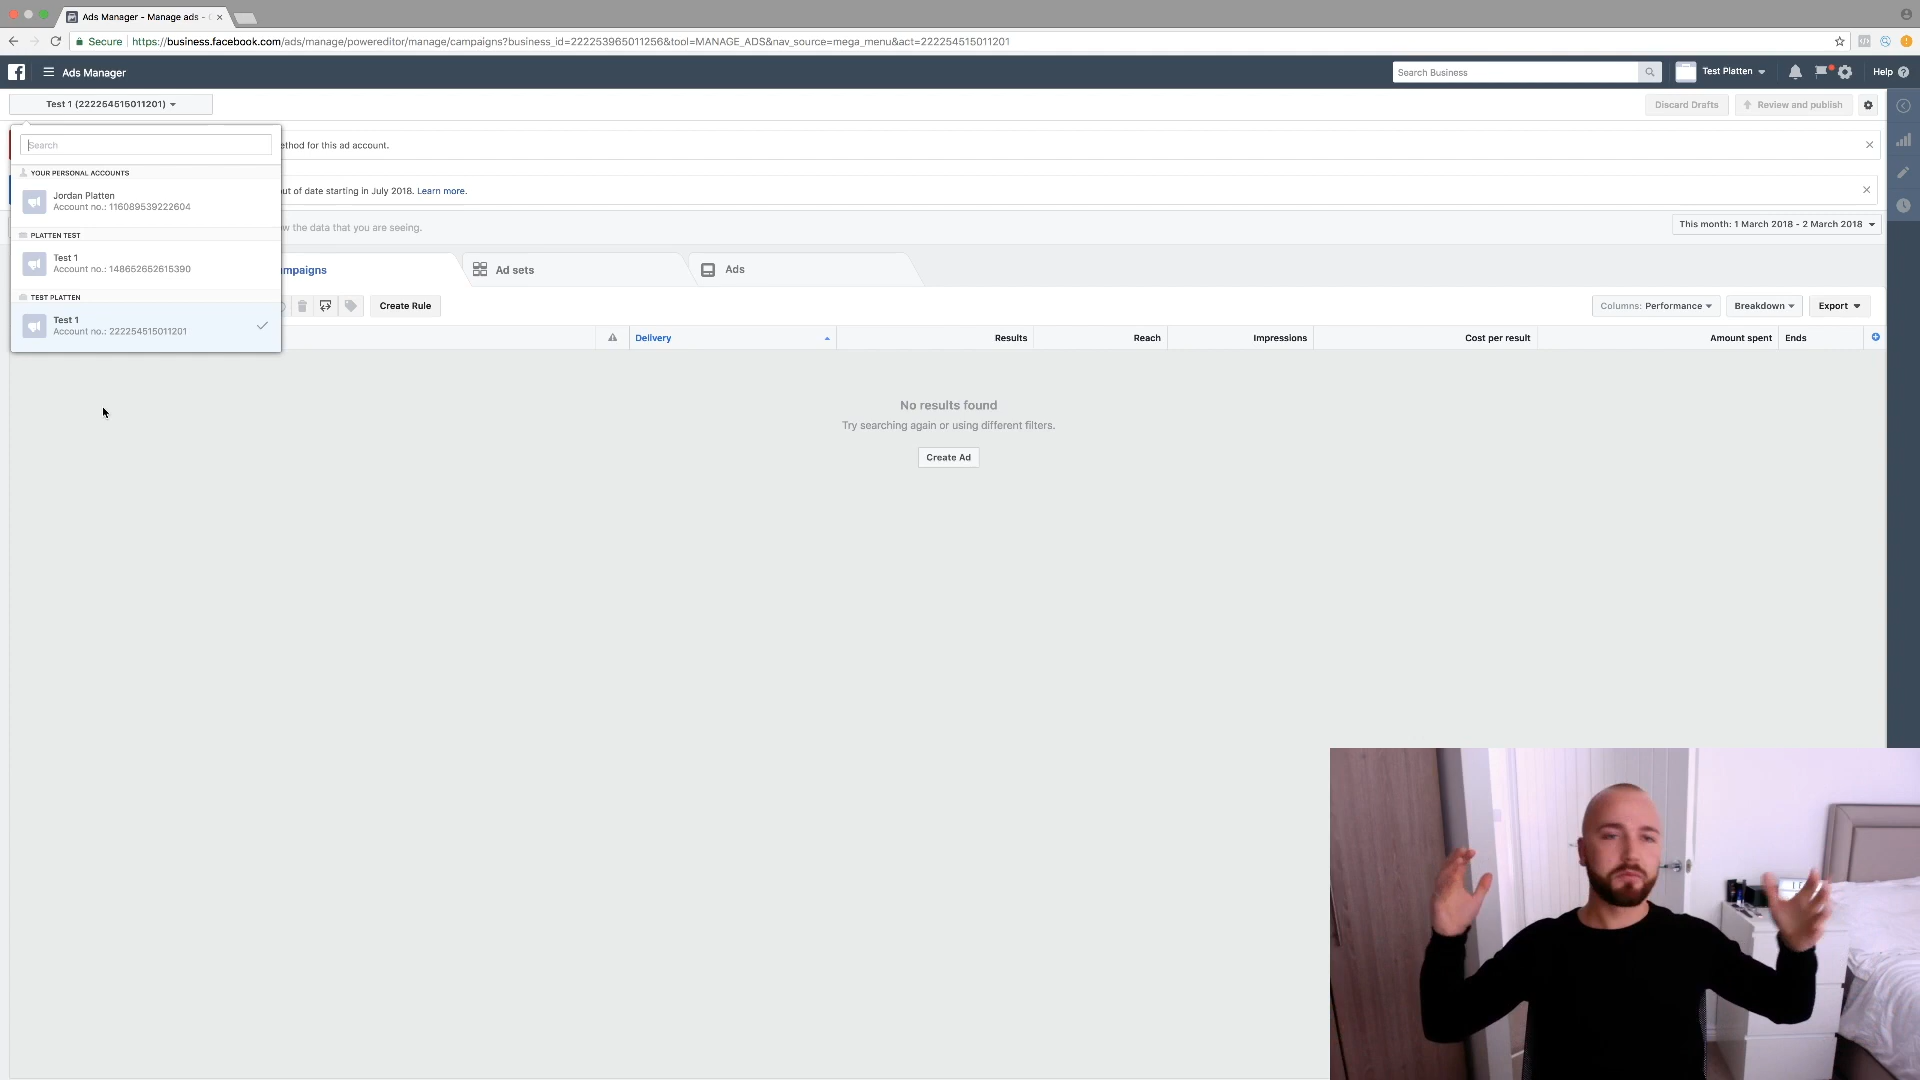 Ads Manager - Manage ads -
Secure
https://business.facebook.com/ads/manage/powereditor/manage/campaigns?business_id=222253965011256&tool=MANAGE_ADS&nav_source=mega_menu&act=222254515011201
Ads Manager
Search Business
Test Platten
Help
Test 1 (222254515011201)
Discard Drafts
Review and publish
Search
ethod for this ad account.
YOUR PERSONAL ACCOUNTS
Jordan Platten
Account no.: 116089539222604
ut of date starting in July 2018. Learn more.
w the data that you are seeing.
This month: 1 March 2018 - 2 March 2018
PLATTEN TEST
Test 1
Account no.: 148652652615390
mpaigns
Ad sets
Ads
TEST PLATTEN
Test 1
Account no.: 222254515011201
Create Rule
Columns: Performance
Breakdown
Export
Delivery
Results
Reach
Impressions
Cost per result
Amount spent
Ends
No results found
Try searching again or using different filters.
Create Ad